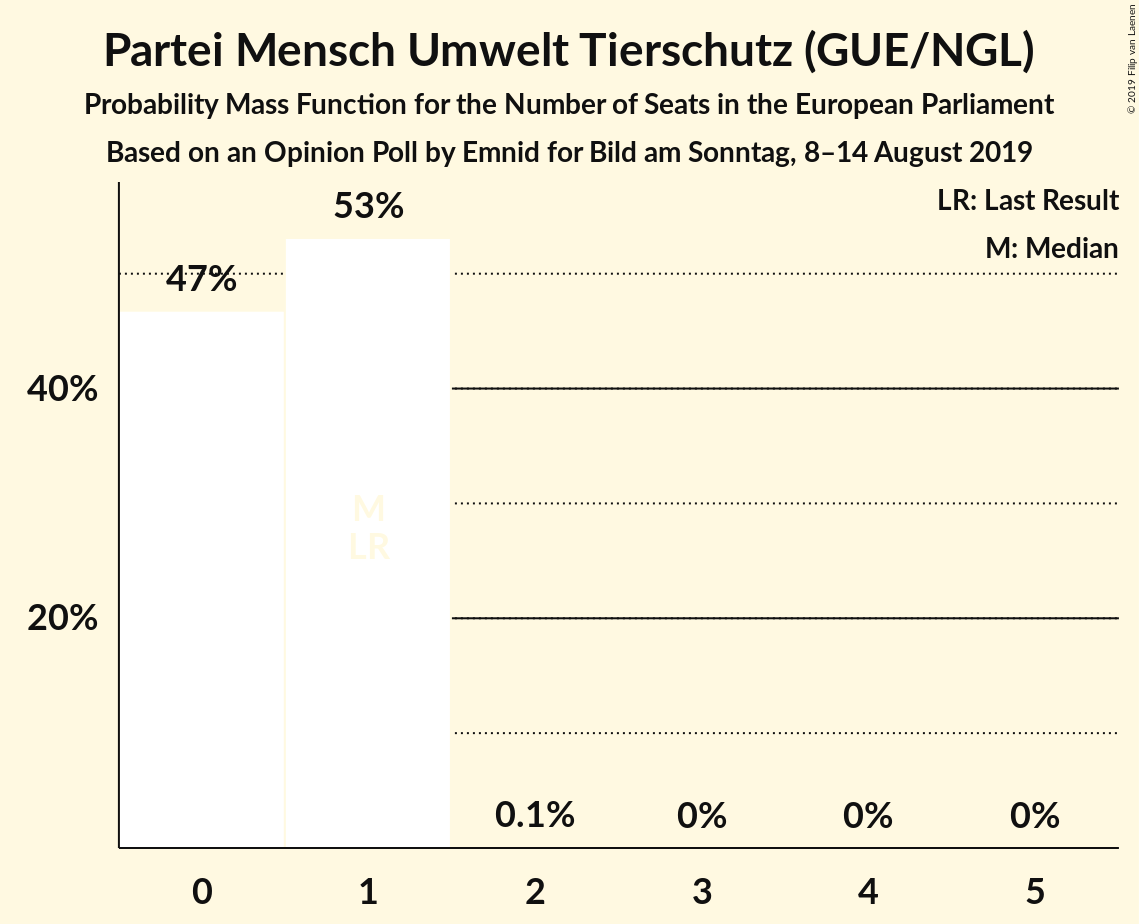 Partei Mensch Umwelt Tierschutz (GUE/NGL)
Probability Mass Function for the Number of Seats in the European Parliament
Based on an Opinion Poll by Emnid for Bild am Sonntag, 8–14 August 2019
© 2019 Filip van Laenen
LR: Last Result
M: Median
53%
47%
40%
20%
M
LR
0.1%
0%
0%
0%
0
1
2
3
4
5